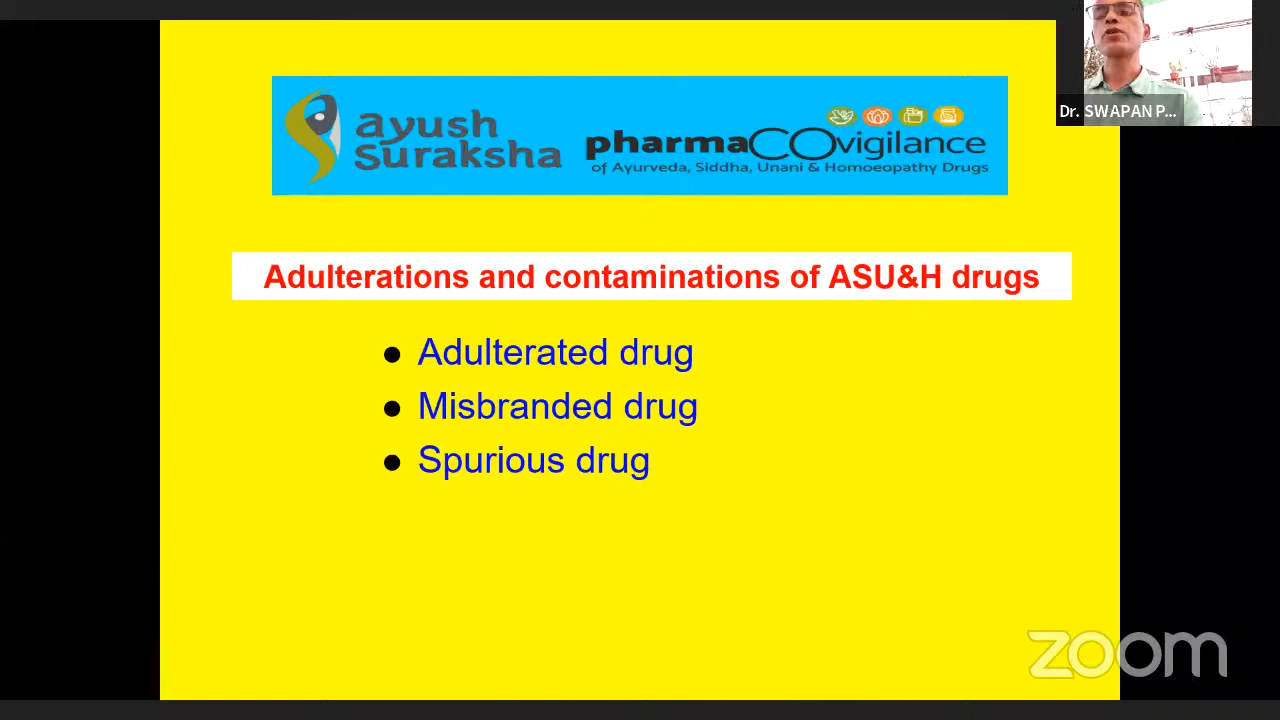 Dr. SWAPAN P...
ayush
suraksha
pharmaCOvigilance
of Ayurveda, Siddha, Unani & Homoeopathy Drugs
Adulterations and contaminations of ASU&H drugs
● Adulterated drug
● Misbranded drug
● Spurious drug
zoom